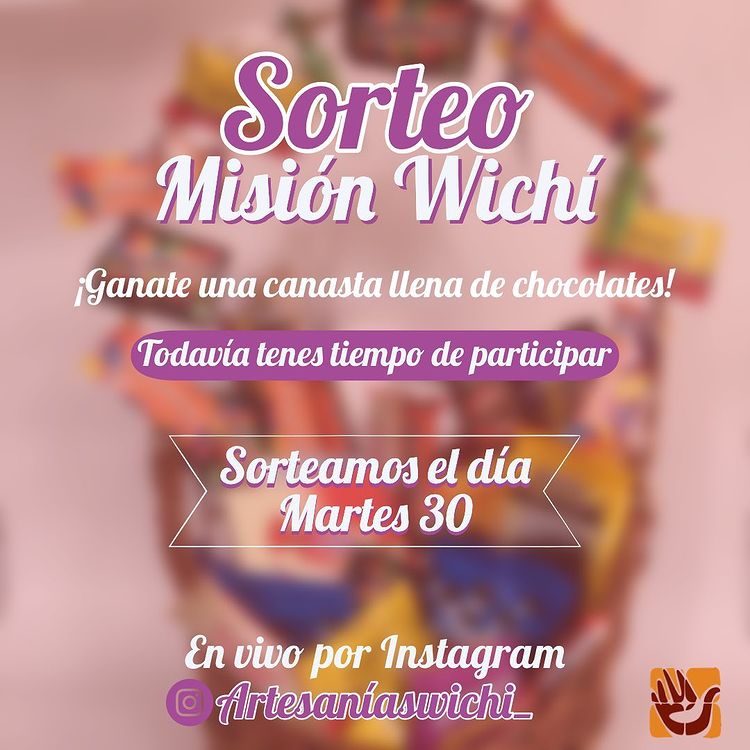 Sorteo
Misión Wichí
¡Ganate una canasta llena de chocolates!
Todavía tenes tiempo de participar
Sorteamos el día
Martes 30
En vivo por Instagram
Artesaníaswichi_